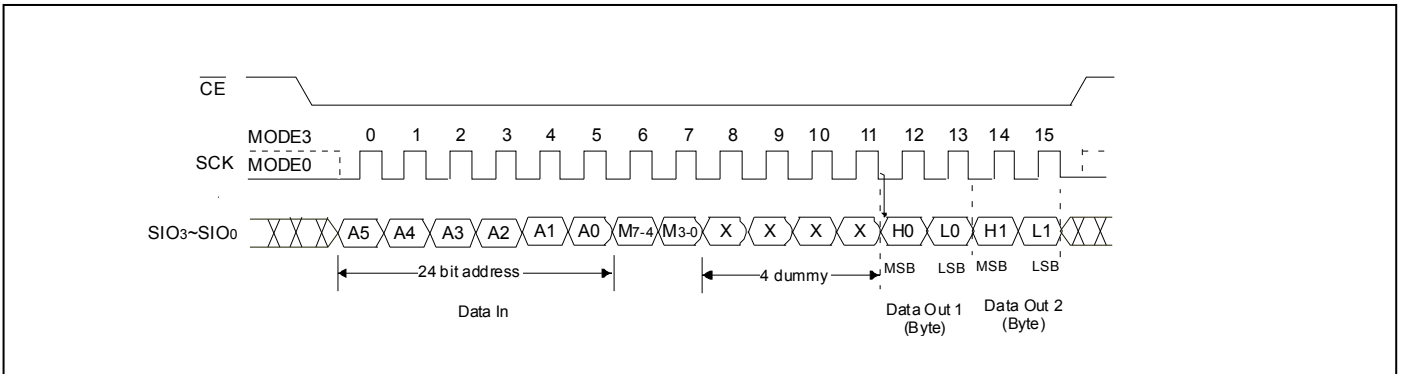 CE
MODE3 0 1 2 3 4 5 6 7 8 9 10 11 12 13 14 15
SCK MODE0
SIO3~SIO0 A5 A4 A3 A2 A1 A0 M7-4 M3-0 X X X X H0 L0 H1 L1
24 bit address 4 dummy MSB LSB MSB LSB
Data In Data Out 1 Data Out 2
(Byte) (Byte)